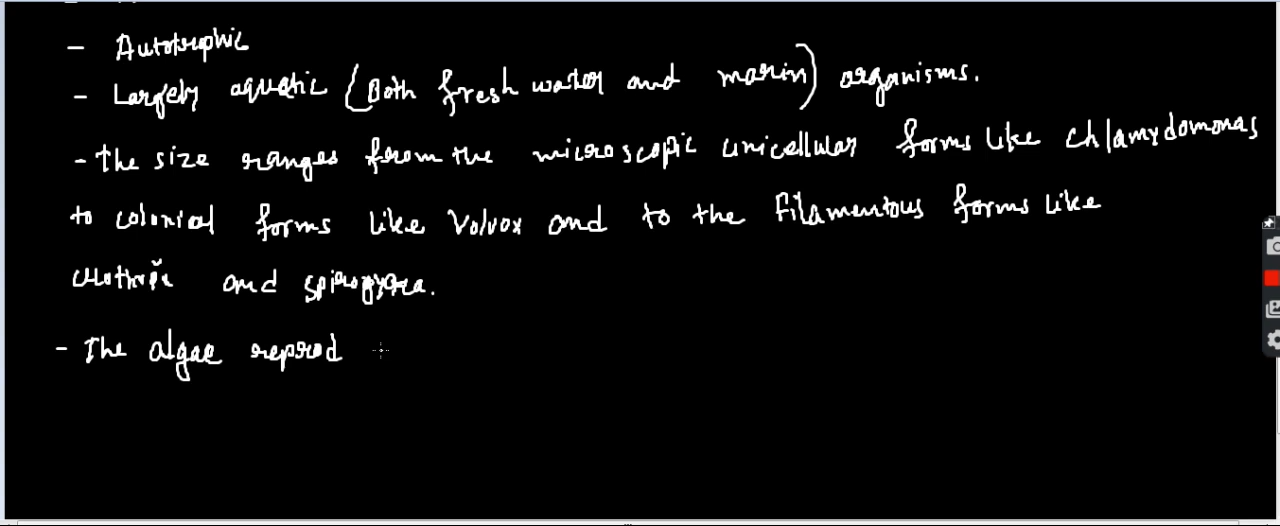 - Autotrophic
- Largely aquatic (Both fresh water and marin) organisms.
- the size ranges from the microscopic unicellular forms like chlamydomonas
to colonial forms like Volvox and to the filamentous forms like
and spirogyra.
- The algae reprod